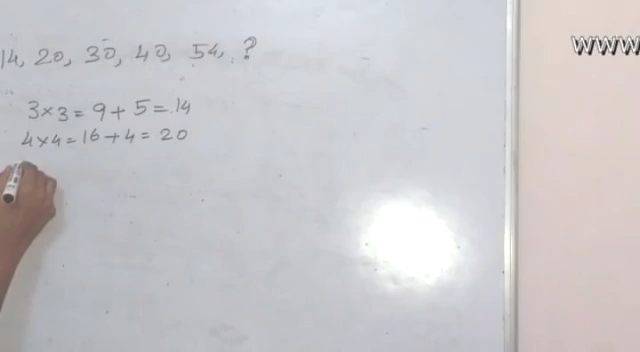 14, 20, 30, 40, 54, ?
3×3 = 9 + 5 = 14
4×4 = 16 + 4 = 20
www